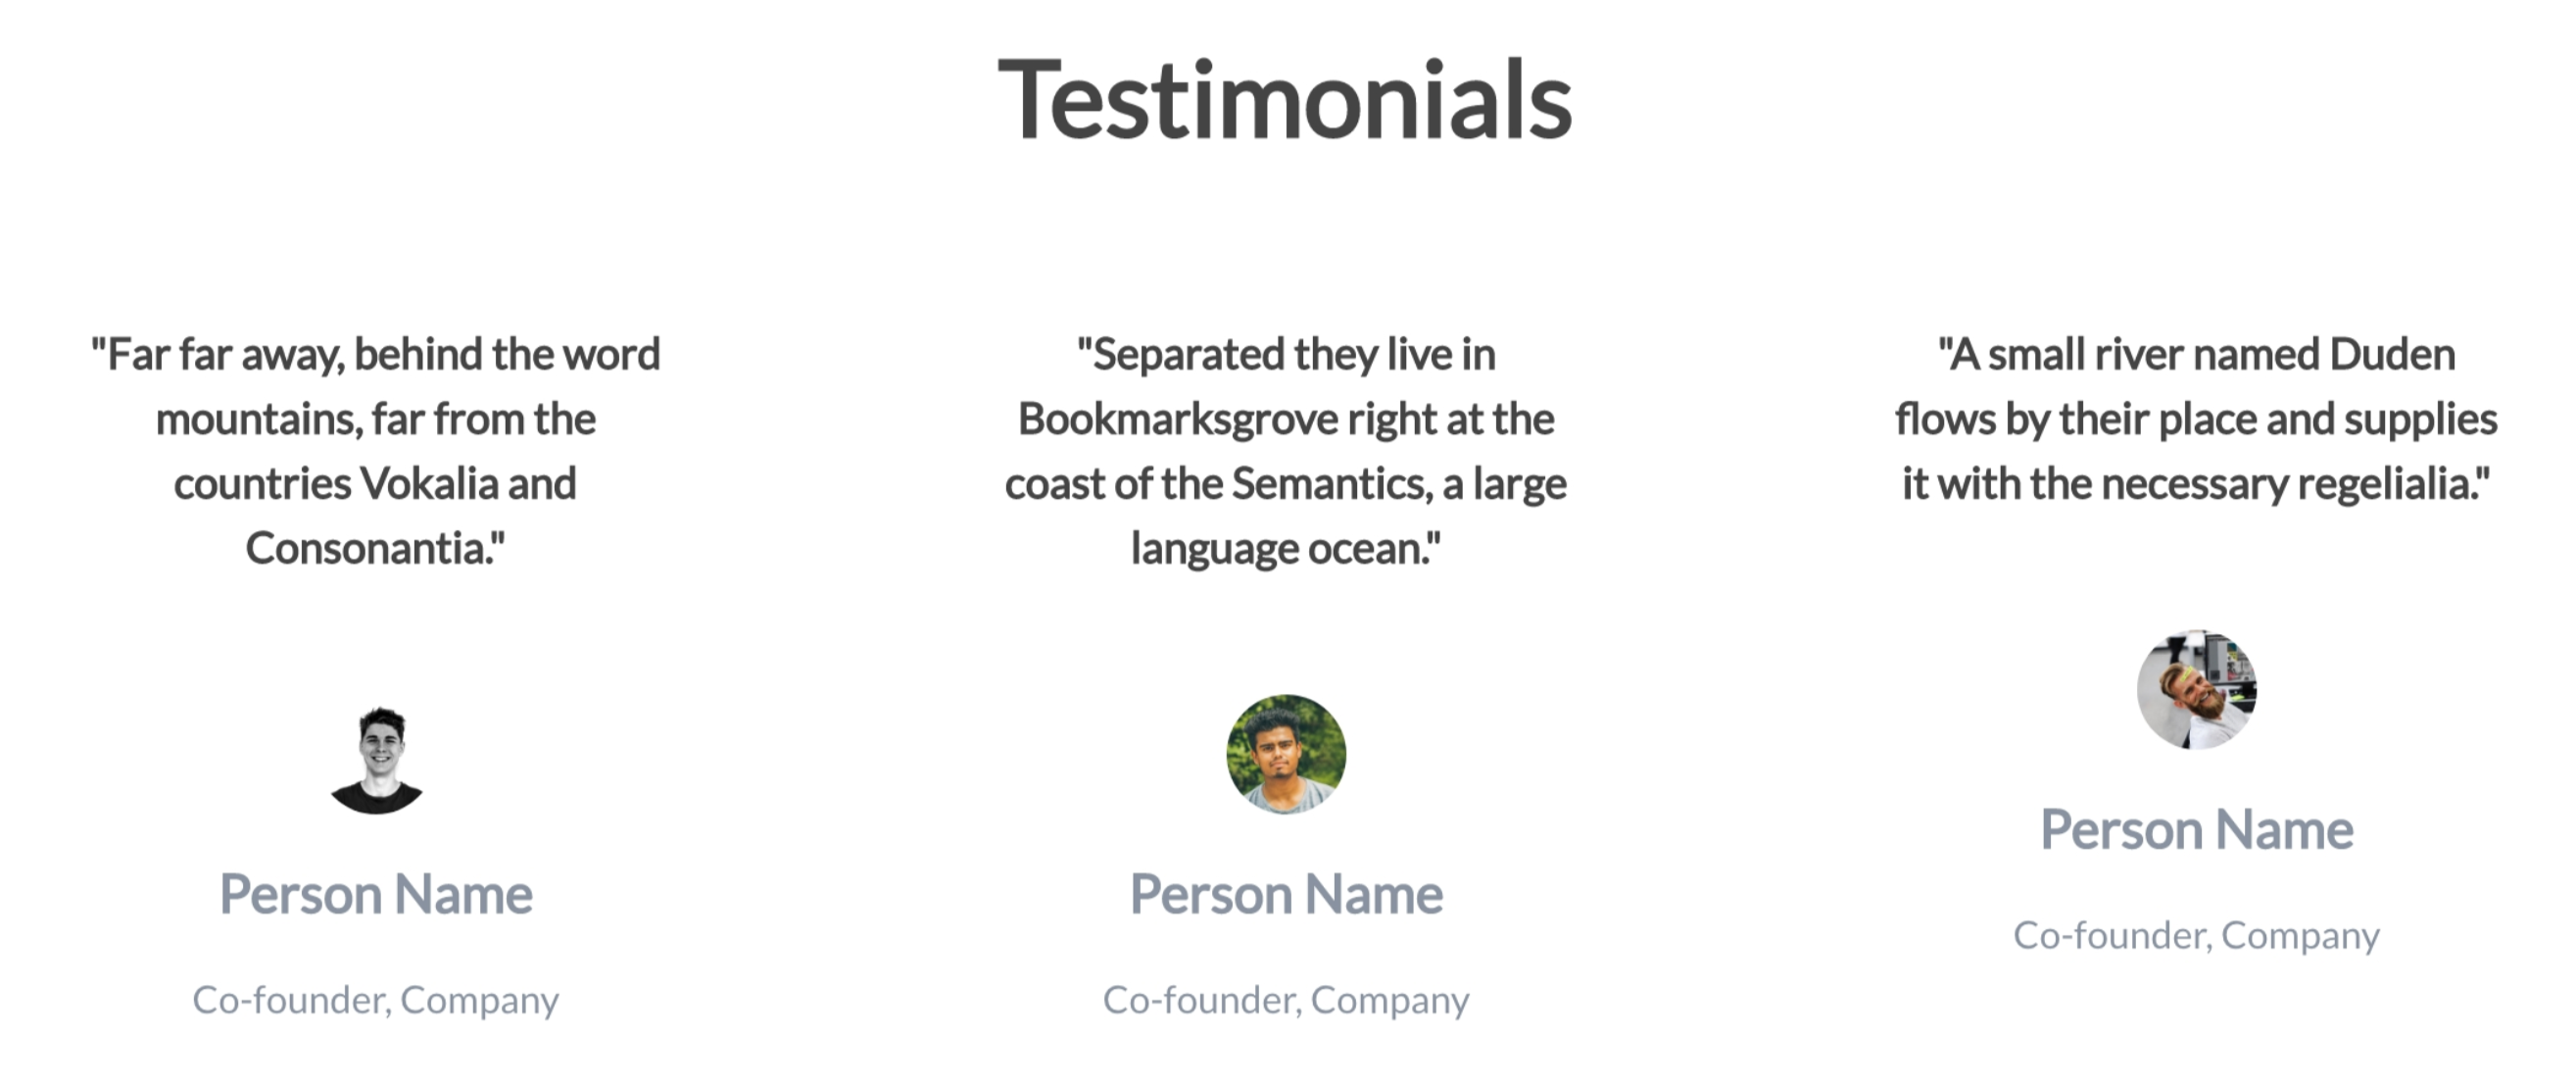 Testimonials
"Far far away, behind the word
mountains, far from the
countries Vokalia and
Consonantia."
Person Name
Co-founder, Company
"Separated they live in
Bookmarksgrove right at the
coast of the Semantics, a large
language ocean."
Person Name
Co-founder, Company
"A small river named Duden
flows by their place and supplies
it with the necessary regelialia."
Person Name
Co-founder, Company